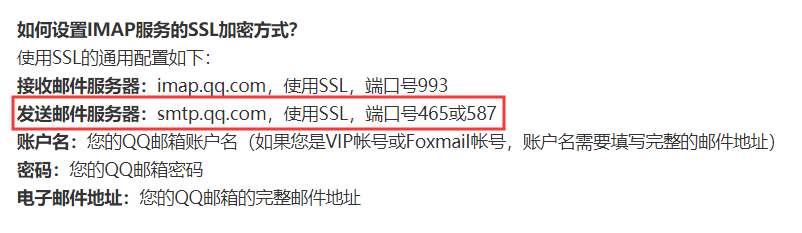 如何设置IMAP服务的SSL加密方式?
使用SSL的通用配置如下：
接收邮件服务器：imap.qq.com，使用SSL，端口号993
发送邮件服务器：smtp.qq.com，使用SSL，端口号465或587
账户名：您的QQ邮箱账户名（如果您是VIP帐号或Foxmail帐号，账户名需要填写完整的邮件地址）
密码：您的QQ邮箱密码
电子邮件地址：您的QQ邮箱的完整邮件地址